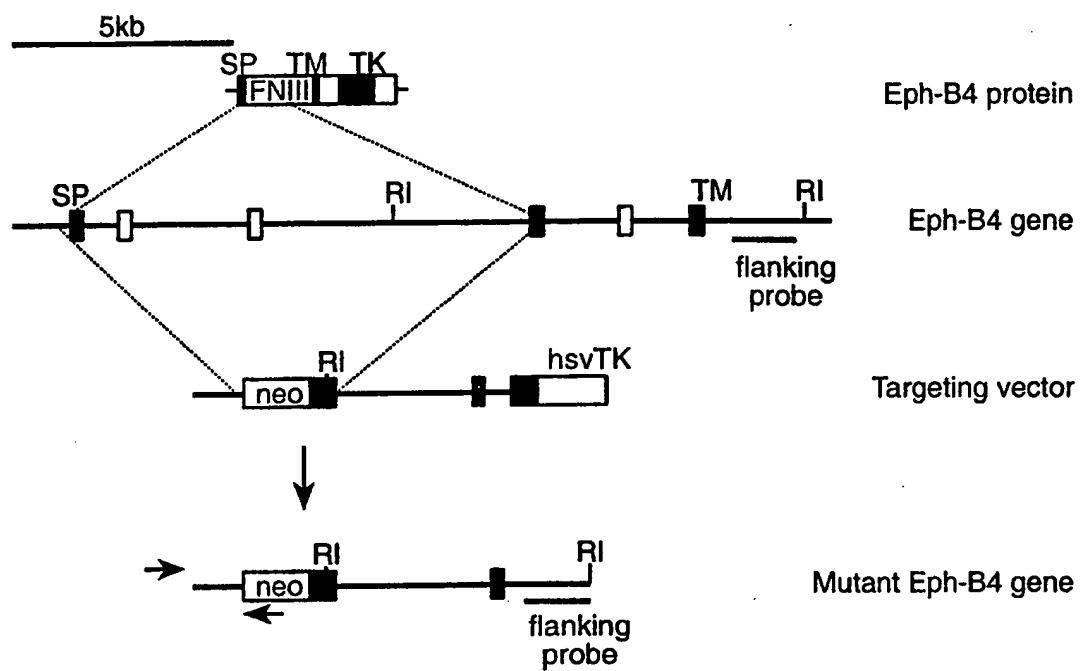 5kb
SP TM TK
FNIII
Eph-B4 protein
SP RI TM RI
Eph-B4 gene
flanking
probe
RI hsvTK
neo
Targeting vector
RI RI
neo
Mutant Eph-B4 gene
flanking
probe